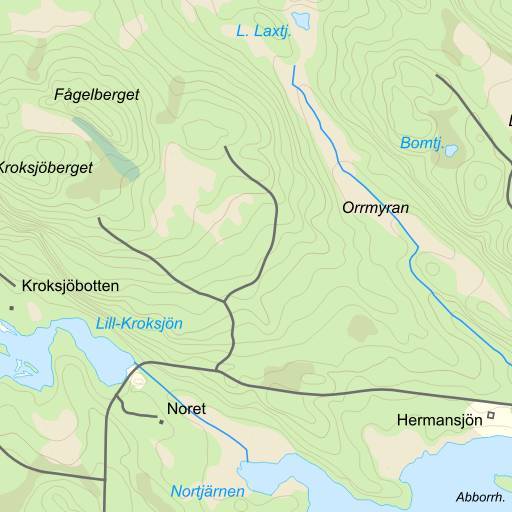 L. Laxtj.
Fågelberget
Bomtj.
Kroksjöberget
Orrmyran
Kroksjöbotten
Lill-Kroksjön
Noret
Hermansjön
Nortjärnen
Abborrh.